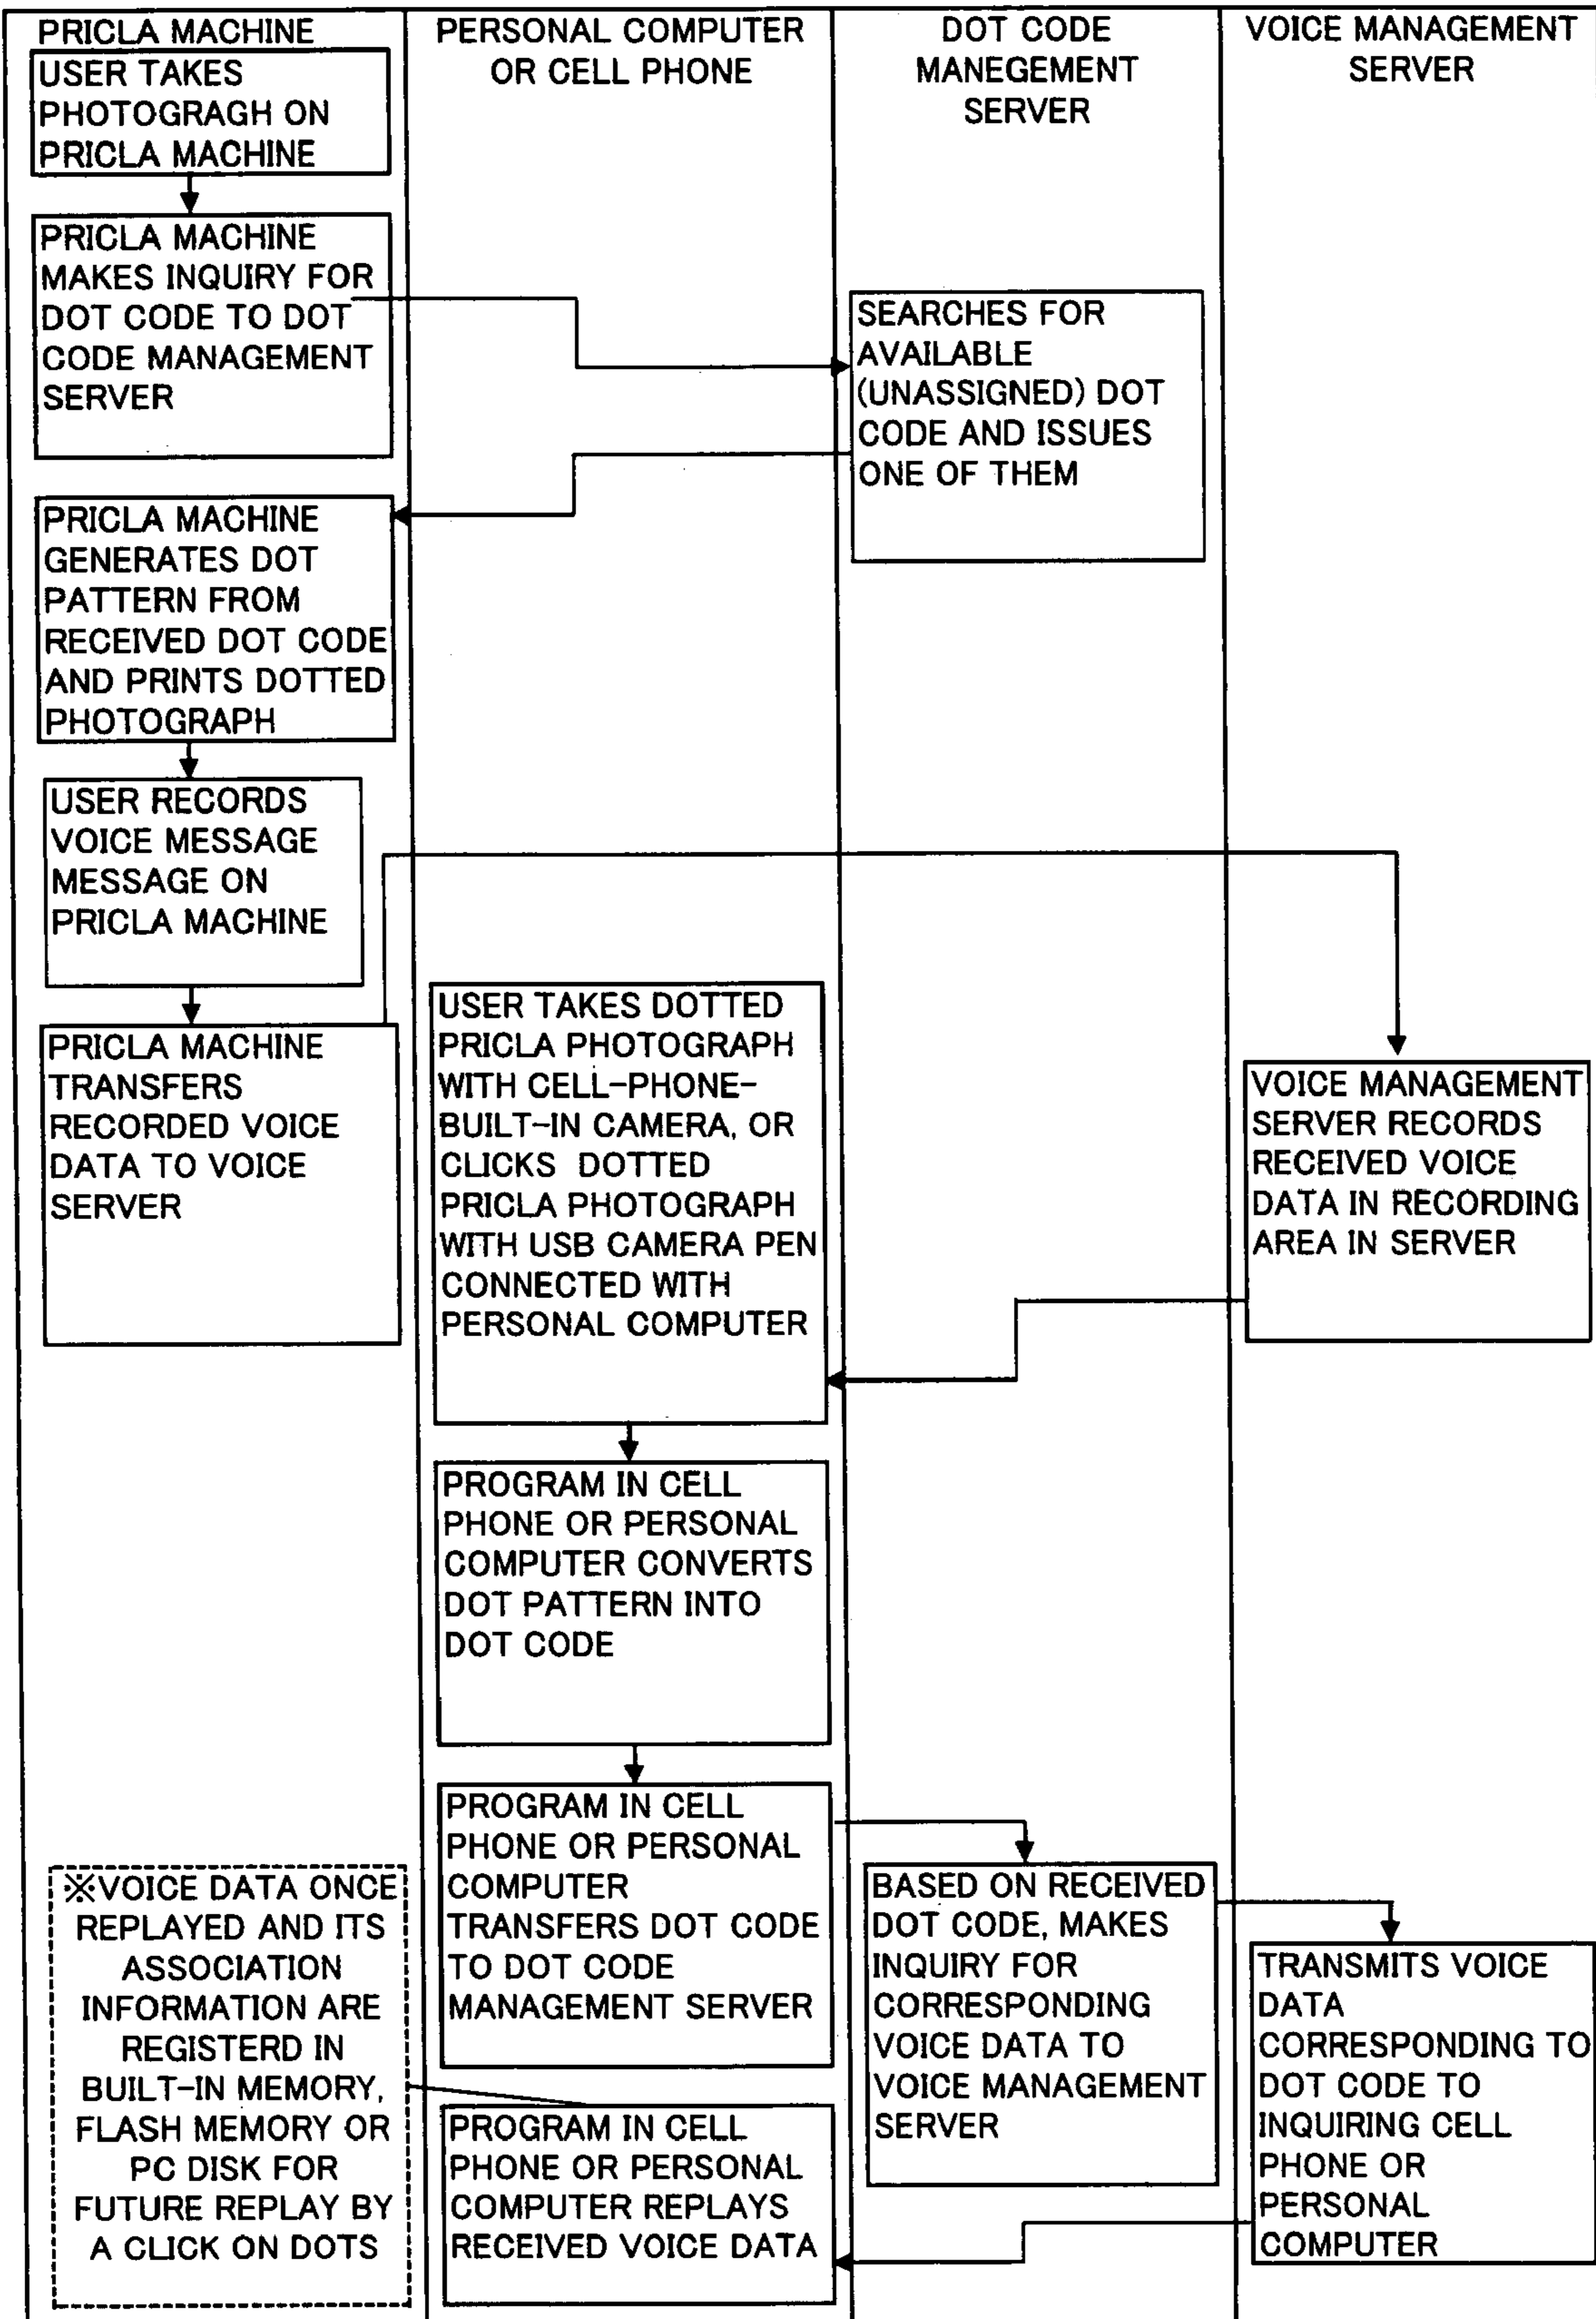 PRICLA MACHINE
USER TAKES
PHOTOGRAGH ON
PRICLA MACHINE
PRICLA MACHINE
MAKES INQUIRY FOR
DOT CODE TO DOT
CODE MANAGEMENT
SERVER
PRICLA MACHINE
GENERATES DOT
PATTERN FROM
RECEIVED DOT CODE
AND PRINTS DOTTED
PHOTOGRAPH
USER RECORDS
VOICE MESSAGE
MESSAGE ON
PRICLA MACHINE
PRICLA MACHINE
TRANSFERS
RECORDED VOICE
DATA TO VOICE
SERVER
※VOICE DATA ONCE
REPLAYED AND ITS
ASSOCIATION
INFORMATION ARE
REGISTERD IN
BUILT-IN MEMORY,
FLASH MEMORY OR
PC DISK FOR
FUTURE REPLAY BY
A CLICK ON DOTS
PERSONAL COMPUTER
OR CELL PHONE
USER TAKES DOTTED
PRICLA PHOTOGRAPH
WITH CELL-PHONE-
BUILT-IN CAMERA, OR
CLICKS DOTTED
PRICLA PHOTOGRAPH
WITH USB CAMERA PEN
CONNECTED WITH
PERSONAL COMPUTER
PROGRAM IN CELL
PHONE OR PERSONAL
COMPUTER CONVERTS
DOT PATTERN INTO
DOT CODE
PROGRAM IN CELL
PHONE OR PERSONAL
COMPUTER
TRANSFERS DOT CODE
TO DOT CODE
MANAGEMENT SERVER
PROGRAM IN CELL
PHONE OR PERSONAL
COMPUTER REPLAYS
RECEIVED VOICE DATA
DOT CODE
MANEGEMENT
SERVER
SEARCHES FOR
AVAILABLE
(UNASSIGNED) DOT
CODE AND ISSUES
ONE OF THEM
BASED ON RECEIVED
DOT CODE, MAKES
INQUIRY FOR
CORRESPONDING
VOICE DATA TO
VOICE MANAGEMENT
SERVER
VOICE MANAGEMENT
SERVER
VOICE MANAGEMENT
SERVER RECORDS
RECEIVED VOICE
DATA IN RECORDING
AREA IN SERVER
TRANSMITS VOICE
DATA
CORRESPONDING TO
DOT CODE TO
INQUIRING CELL
PHONE OR
PERSONAL
COMPUTER